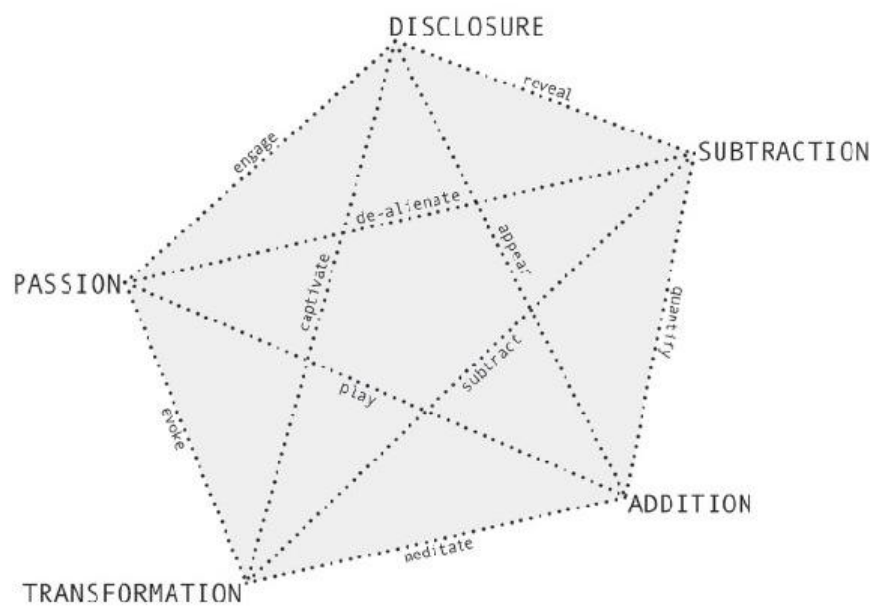 DISCLOSURE
reveal
SUBTRACTION
engage
de-alienate
appear
PASSION
captivate
quantify
subtract
play
evoke
ADDITION
meditate
TRANSFORMATION